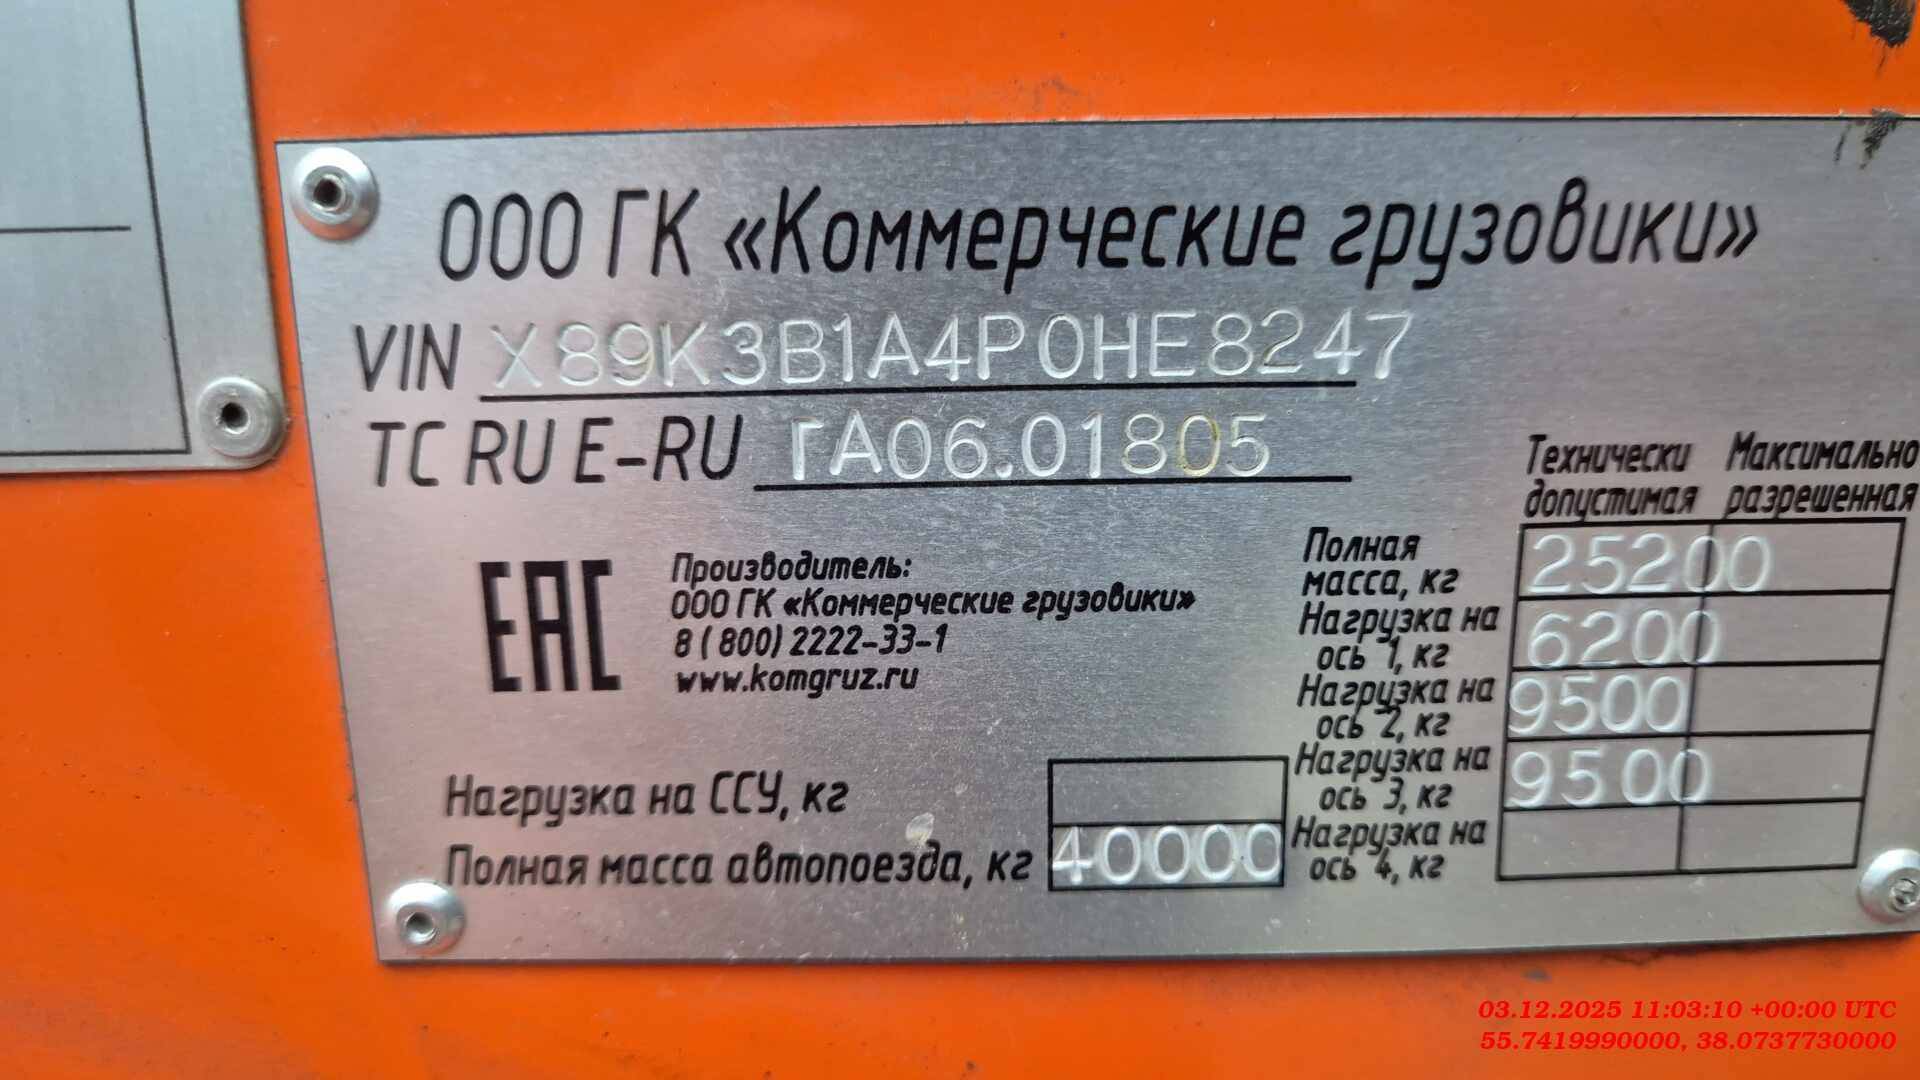 ООО ГК «Коммерческие грузовики»
VIN X89K3B1A4P0HE8247
ТС RU E-RU ГА06.01805
Технически Максимально
допустимая разрешенная
ЕАС
Производитель:
ООО ГК «Коммерческие грузовики»
8 (800) 2222-33-1
www.komgruz.ru
Полная
масса, кг 25200
Нагрузка на
ось 1, кг 6200
Нагрузка на
ось 2, кг 9500
Нагрузка на
ось 3, кг 9500
Нагрузка на
ось 4, кг
Нагрузка на ССУ, кг
Полная масса автопоезда, кг 40000
03.12.2025 11:03:10 +00:00 UTC
55.7419990000, 38.0737730000